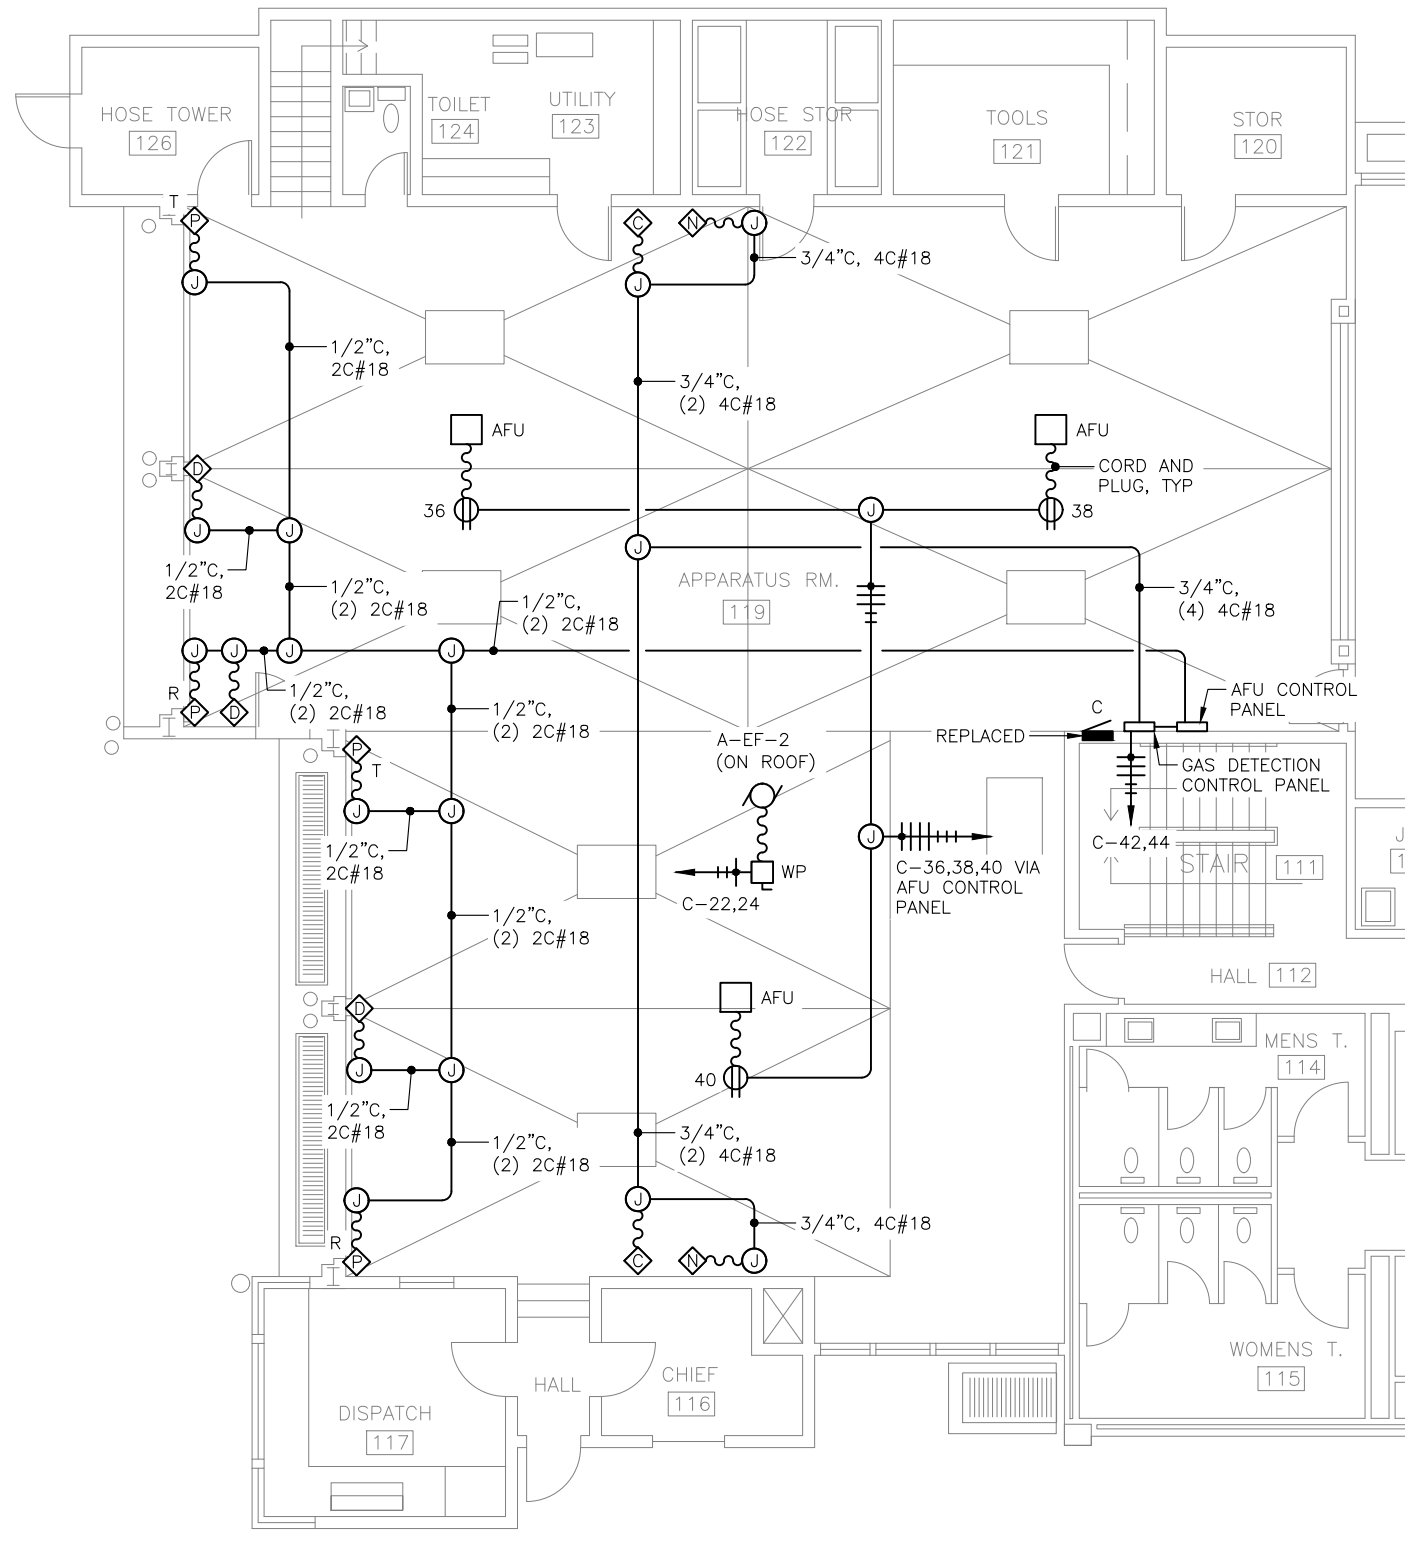 HOSE TOWER
126
TOILET
124
UTILITY
123
HOSE STOR
122
TOOLS
121
STOR
120
T
P
J
C
N
J
J
3/4"C, 4C#18
1/2"C,
2C#18
3/4"C,
(2) 4C#18
AFU
AFU
CORD AND
PLUG, TYP
D
36
J
38
J
J
J
1/2"C,
2C#18
APPARATUS RM.
119
1/2"C,
(2) 2C#18
1/2"C,
(2) 2C#18
3/4"C,
(4) 4C#18
J
J
J
J
R
P
D
1/2"C,
(2) 2C#18
1/2"C,
(2) 2C#18
AFU CONTROL
PANEL
C
REPLACED
A-EF-2
(ON ROOF)
P
T
GAS DETECTION
CONTROL PANEL
J
J
J
1/2"C,
2C#18
C-42,44
STAIR
111
J
1
WP
C-22,24
C-36,38,40 VIA
AFU CONTROL
PANEL
1/2"C,
(2) 2C#18
HALL
112
D
AFU
MENS T.
114
J
J
40
1/2"C,
2C#18
1/2"C,
(2) 2C#18
3/4"C,
(2) 4C#18
J
J
3/4"C, 4C#18
R
P
C
N
J
WOMENS T.
115
HALL
CHIEF
116
DISPATCH
117